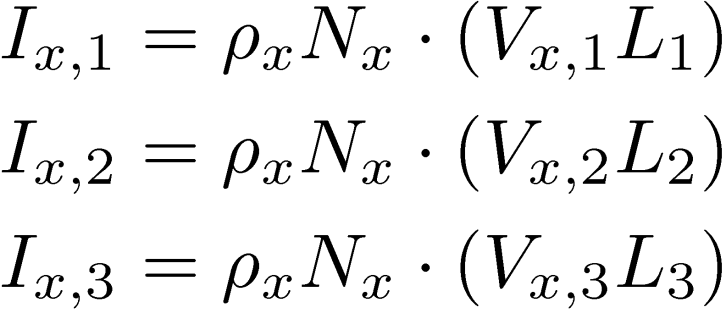 I_{x,1} = ρ_x N_x · (V_{x,1} L_1)
I_{x,2} = ρ_x N_x · (V_{x,2} L_2)
I_{x,3} = ρ_x N_x · (V_{x,3} L_3)